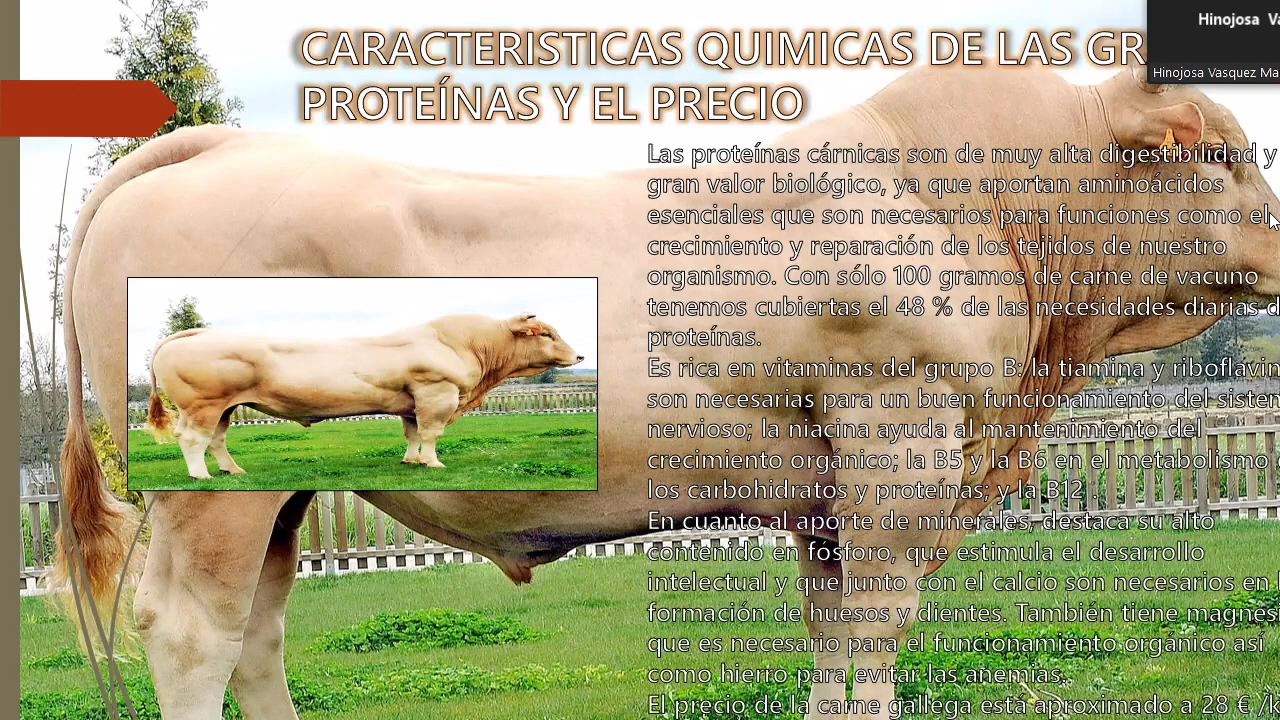 CARACTERISTICAS QUIMICAS DE LAS
PROTEÍNAS Y EL PRECIO
Hinojosa
Hinojosa Vasquez
Las proteínas cárnicas son de muy alta digestibilidad y
gran valor biológico, ya que aportan aminoácidos
esenciales que son necesarios para funciones como el
crecimiento y reparación de los tejidos de nuestro
organismo. Con sólo 100 gramos de carne de vacuno
tenemos cubiertas el 48 % de las necesidades diarias
proteínas.
Es rica en vitaminas del grupo B: la tiamina y
son necesarias para un buen funcionamiento del
nervioso; la niacina ayuda al mantenimiento del
crecimiento orgánico; la B5 y la B6 en el metabolismo
los carbohidratos y proteínas; y la B12 .
En cuanto al aporte de minerales, destaca su alto
contenido en fósforo, que estimula el desarrollo
intelectual y que junto con el calcio son necesarios en
formación de huesos y dientes. También tiene
que es necesario para el funcionamiento orgánico así
como hierro para evitar las anemias..
El precio de la carne gallega está aproximado a 28 €